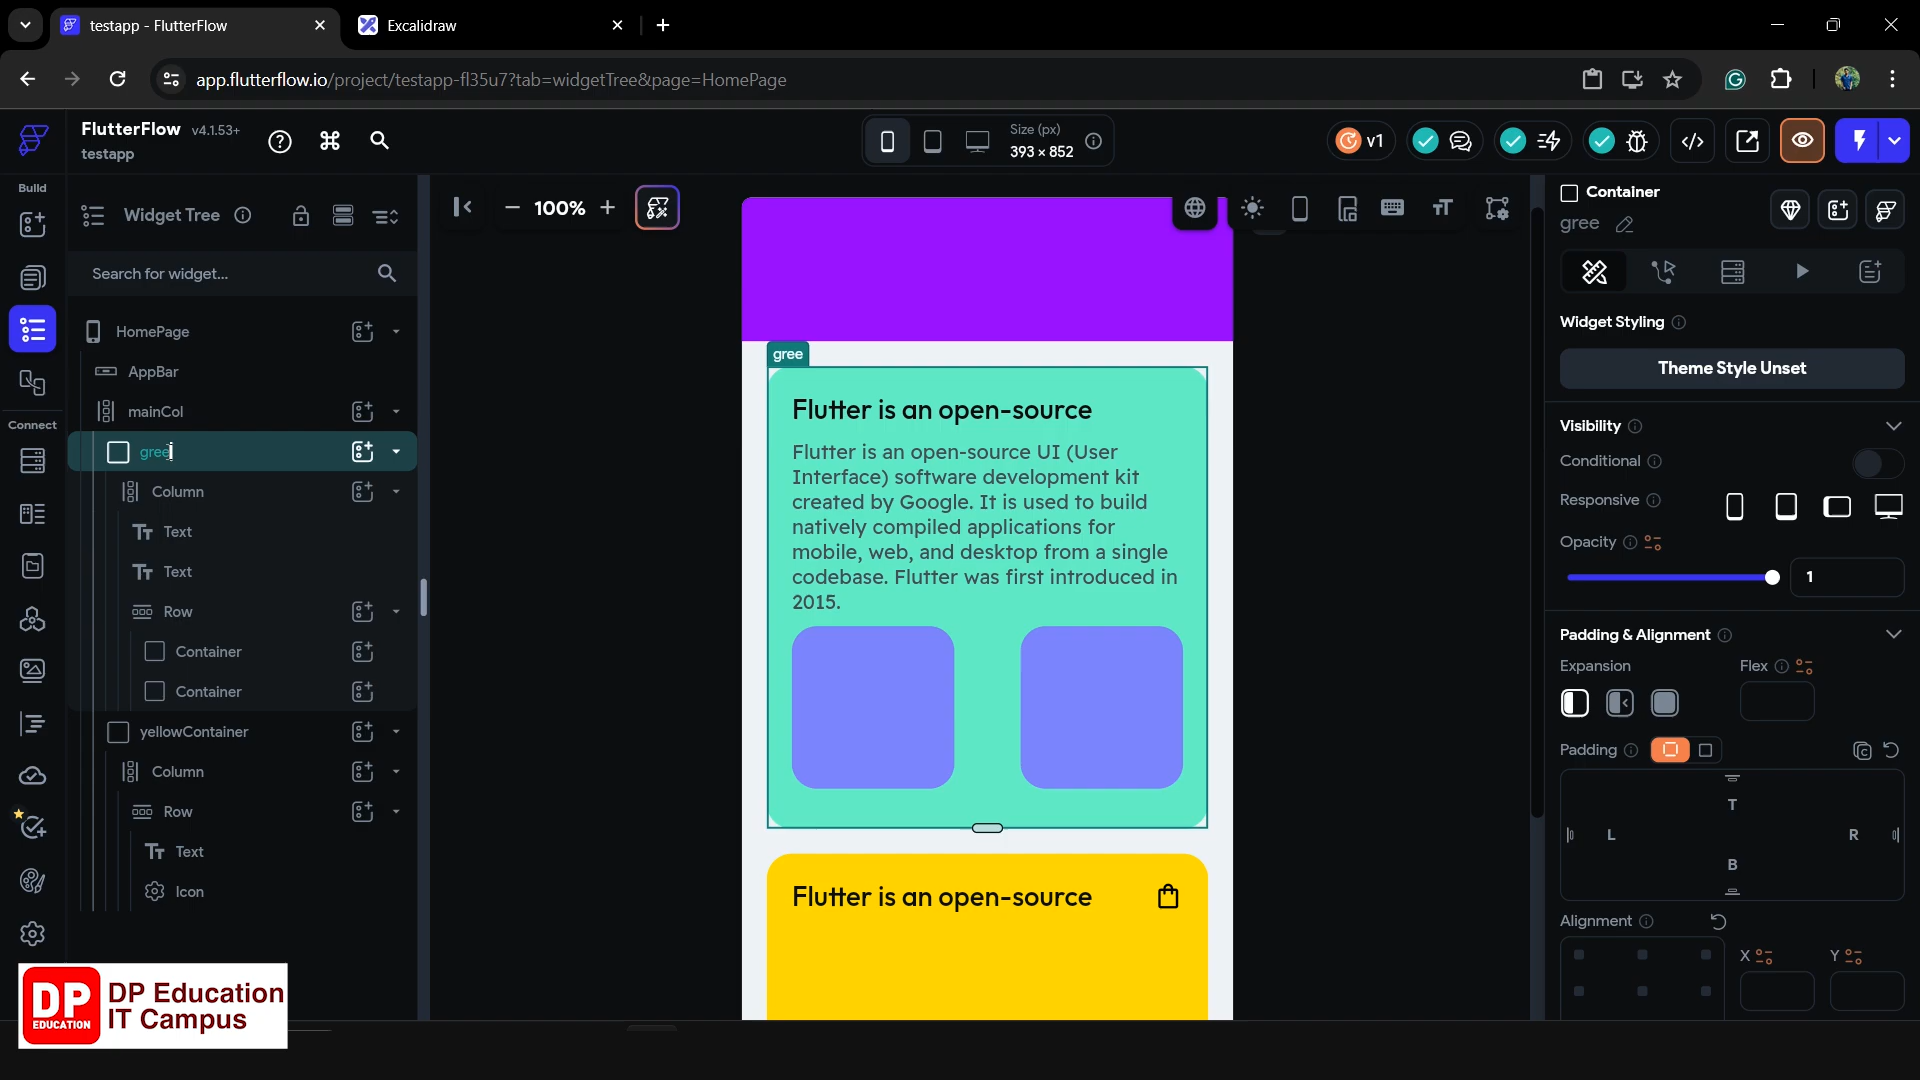 testapp - FlutterFlow
Excalidraw
app.flutterflow.io/project/testapp-fl35u7?tab=widgetTree&page=HomePage
FlutterFlow v4.1.53+
testapp
Size (px)
393 × 852
v1
Build
Widget Tree
100%
Container
gree
Search for widget...
HomePage
AppBar
mainCol
Connect
gree
Column
Text
Text
Row
Container
Container
yellowContainer
Column
Row
Text
Icon
gree
Flutter is an open-source
Flutter is an open-source UI (User
Interface) software development kit
created by Google. It is used to build
natively compiled applications for
mobile, web, and desktop from a single
codebase. Flutter was first introduced in
2015.
Flutter is an open-source
Widget Styling
Theme Style Unset
Visibility
Conditional
Responsive
Opacity
1
Padding & Alignment
Expansion
Flex
Padding
T
L
R
B
Alignment
X
Y
DP
EDUCATION
DP Education
IT Campus